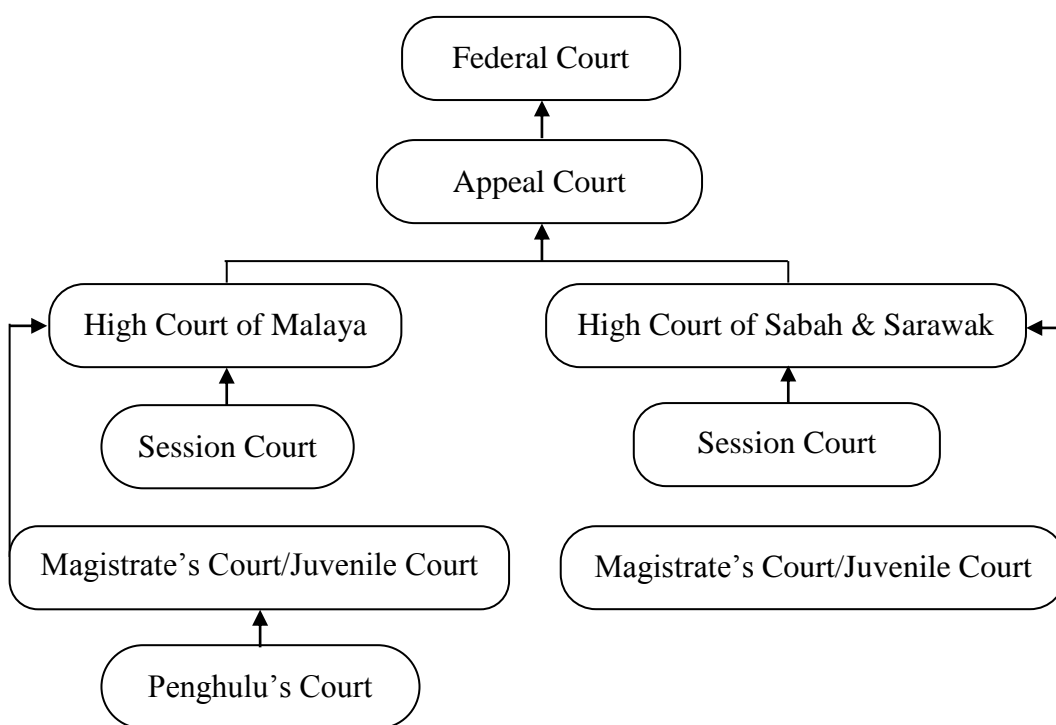 Federal Court
Appeal Court
High Court of Malaya
High Court of Sabah & Sarawak
Session Court
Session Court
Magistrate’s Court/Juvenile Court
Magistrate’s Court/Juvenile Court
Penghulu’s Court